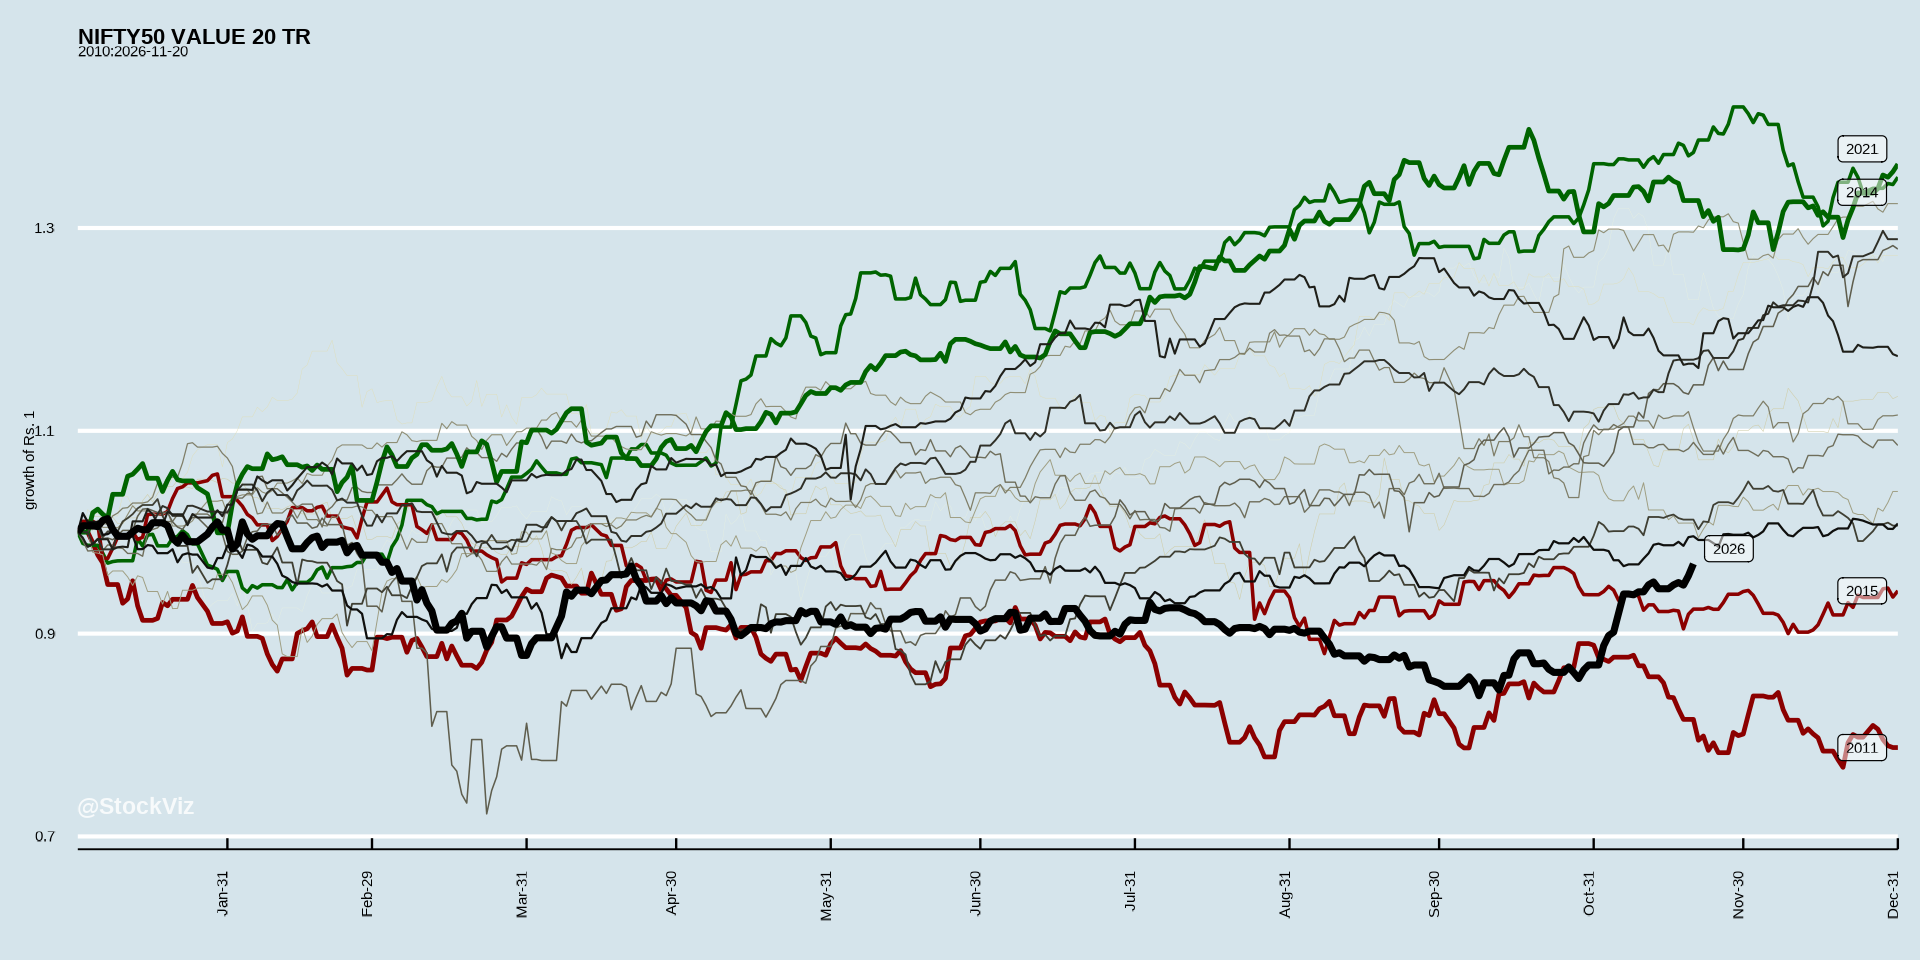 NIFTY50 VALUE 20 TR
2010:2026-11-20
2021
2014
1.3
growth of Rs. 1
1.1
2026
2015
0.9
2011
@StockViz
0.7
Jan-31
Feb-29
Mar-31
Apr-30
May-31
Jun-30
Jul-31
Aug-31
Sep-30
Oct-31
Nov-30
Dec-31